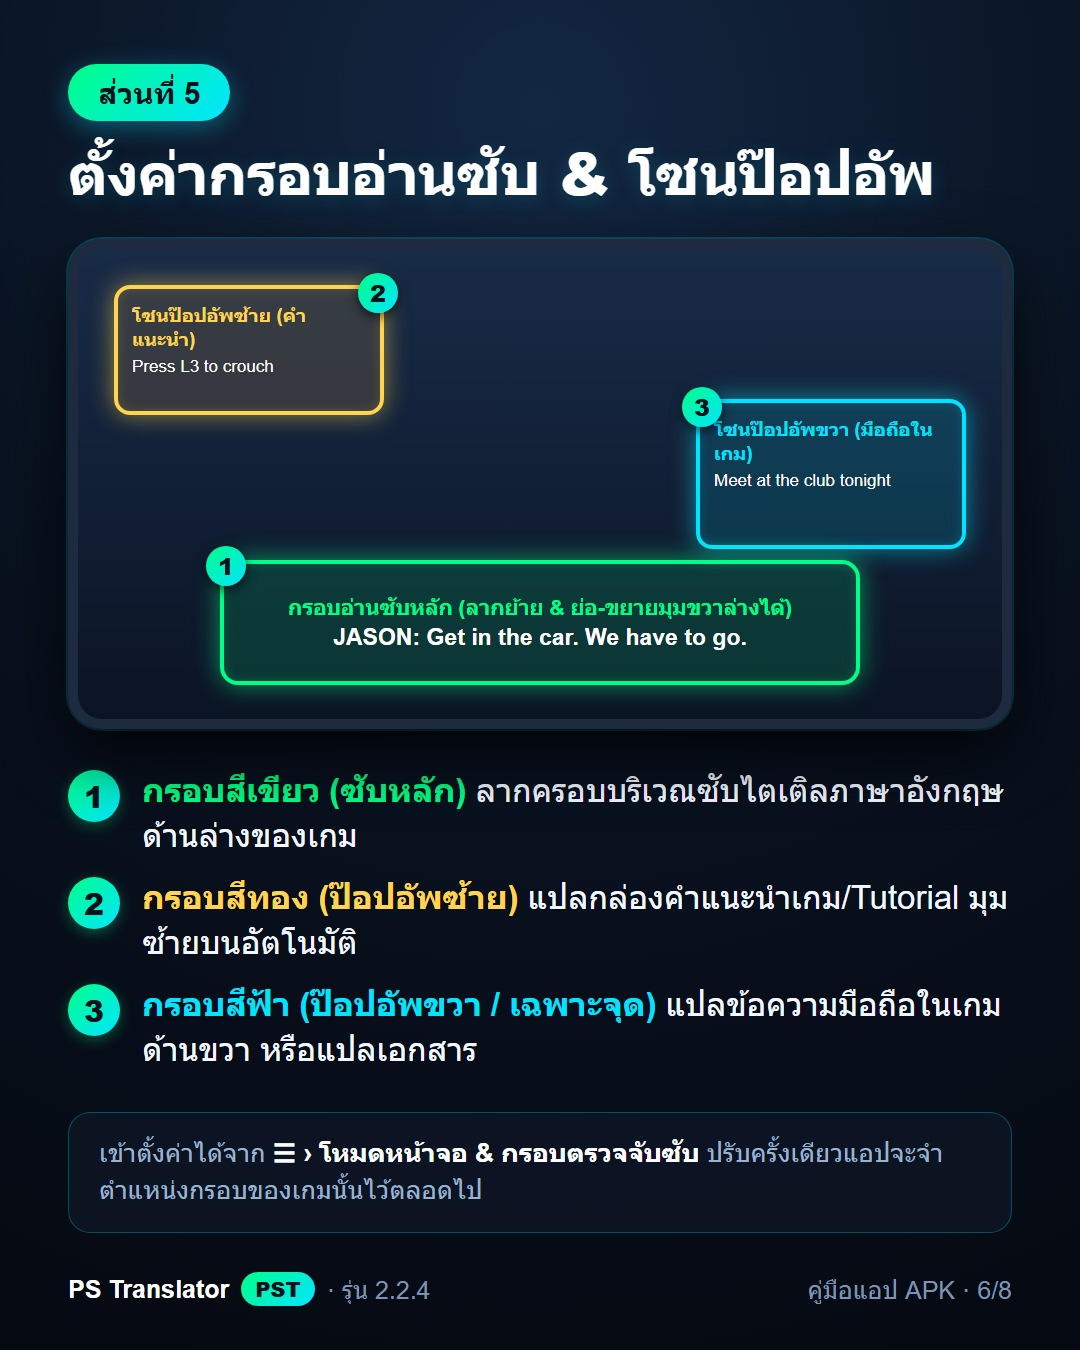 ส่วนที่ 5
ตั้งค่ากรอบอ่านซับ & โซนป๊อปอัพ
2
โซนป๊อปอัพซ้าย (คำ
แนะนำ)
Press L3 to crouch
3
โซนป๊อปอัพขวา (มือถือใน
เกม)
Meet at the club tonight
1
กรอบอ่านซับหลัก (ลากย้าย & ย่อ-ขยายมุมขวาล่างได้)
JASON: Get in the car. We have to go.
1 กรอบสีเขียว (ซับหลัก) ลากครอบบริเวณซับไตเติลภาษาอังกฤษ
ด้านล่างของเกม
2 กรอบสีทอง (ป๊อปอัพซ้าย) แปลกล่องคำแนะนำเกม/Tutorial มุม
ซ้ายบนอัตโนมัติ
3 กรอบสีฟ้า (ป๊อปอัพขวา / เฉพาะจุด) แปลข้อความมือถือในเกม
ด้านขวา หรือแปลเอกสาร
เข้าตั้งค่าได้จาก ☰ › โหมดหน้าจอ & กรอบตรวจจับซับ ปรับครั้งเดียวแอปจะจำ
ตำแหน่งกรอบของเกมนั้นไว้ตลอดไป
PS Translator PST · รุ่น 2.2.4
คู่มือแอป APK · 6/8